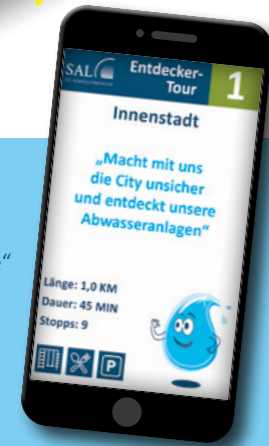 SAL
Entdecker-
Tour
1
Innenstadt
„Macht mit uns
die City unsicher
und entdeckt unsere
Abwasseranlagen“
Länge: 1,0 KM
Dauer: 45 MIN
Stopps: 9
P
“